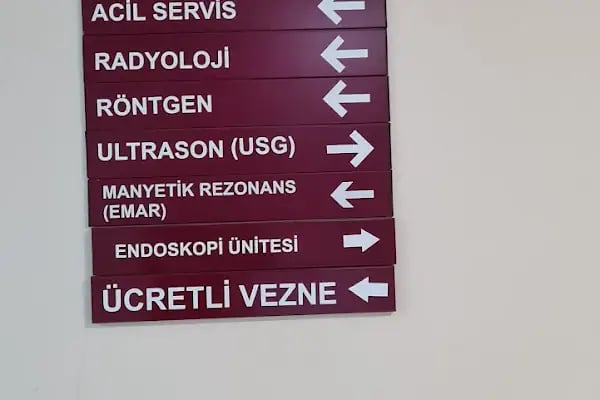 ACİL SERVİS
RADYOLOJİ
RÖNTGEN
ULTRASON (USG)
MANYETİK REZONANS
(EMAR)
ENDOSKOPİ ÜNİTESİ
ÜCRETLİ VEZNE